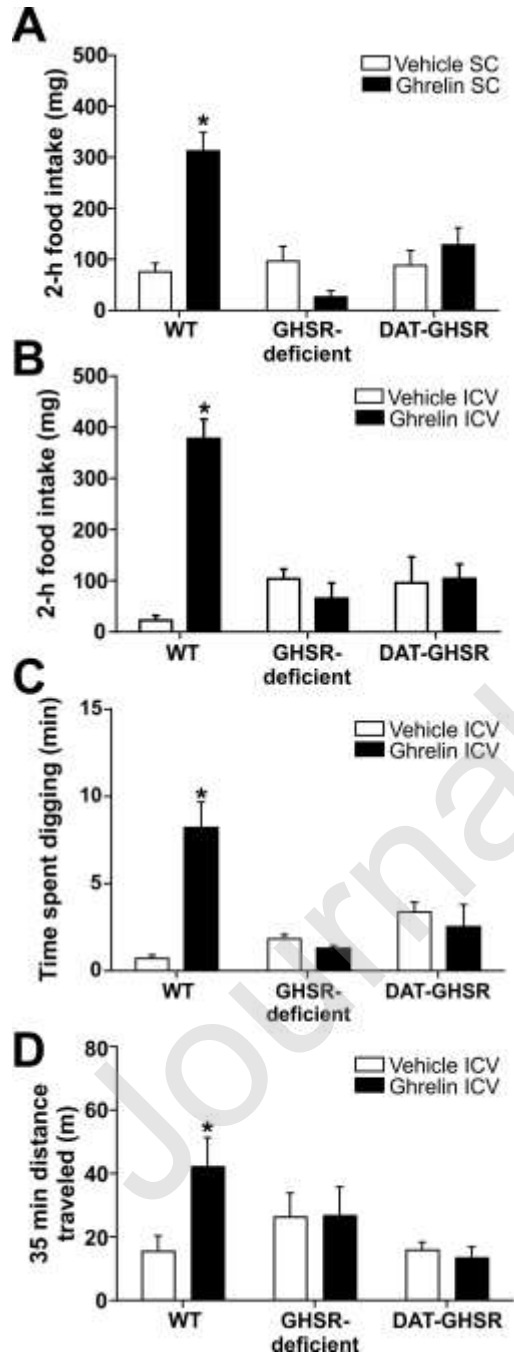 A
2-h food intake (mg)
500
400
300
200
100
0
Vehicle SC
Ghrelin SC
*
WT
GHSR-
deficient
DAT-GHSR
B
2-h food intake (mg)
500
400
300
200
100
0
Vehicle ICV
Ghrelin ICV
*
WT
GHSR-
deficient
DAT-GHSR
C
Time spent digging (min)
15
10
5
0
Vehicle ICV
Ghrelin ICV
*
WT
GHSR-
deficient
DAT-GHSR
D
35 min distance
traveled (m)
80
60
40
20
0
Vehicle ICV
Ghrelin ICV
*
WT
GHSR-
deficient
DAT-GHSR
Journal